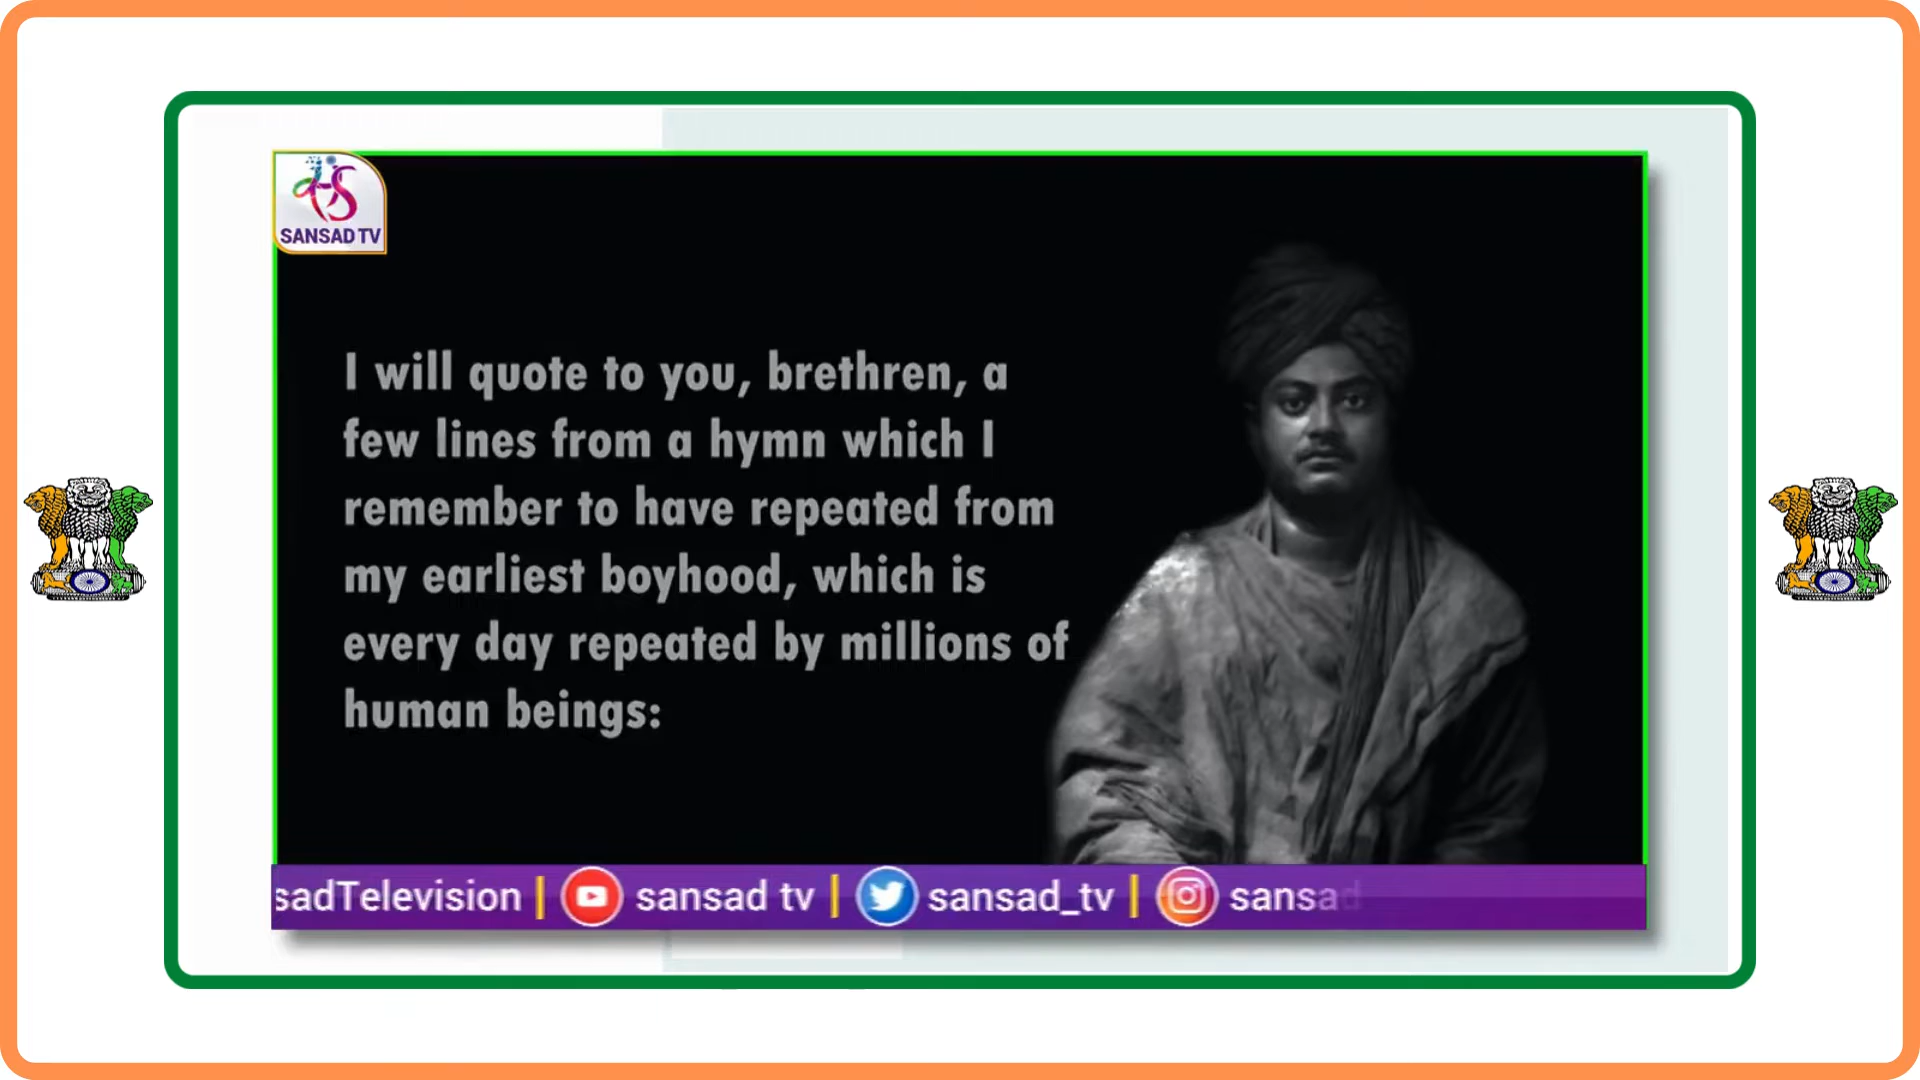 SANSAD TV
I will quote to you, brethren, a
few lines from a hymn which I
remember to have repeated from
my earliest boyhood, which is
every day repeated by millions of
human beings:
sadTelevision | sansad tv | sansad_tv | sansad